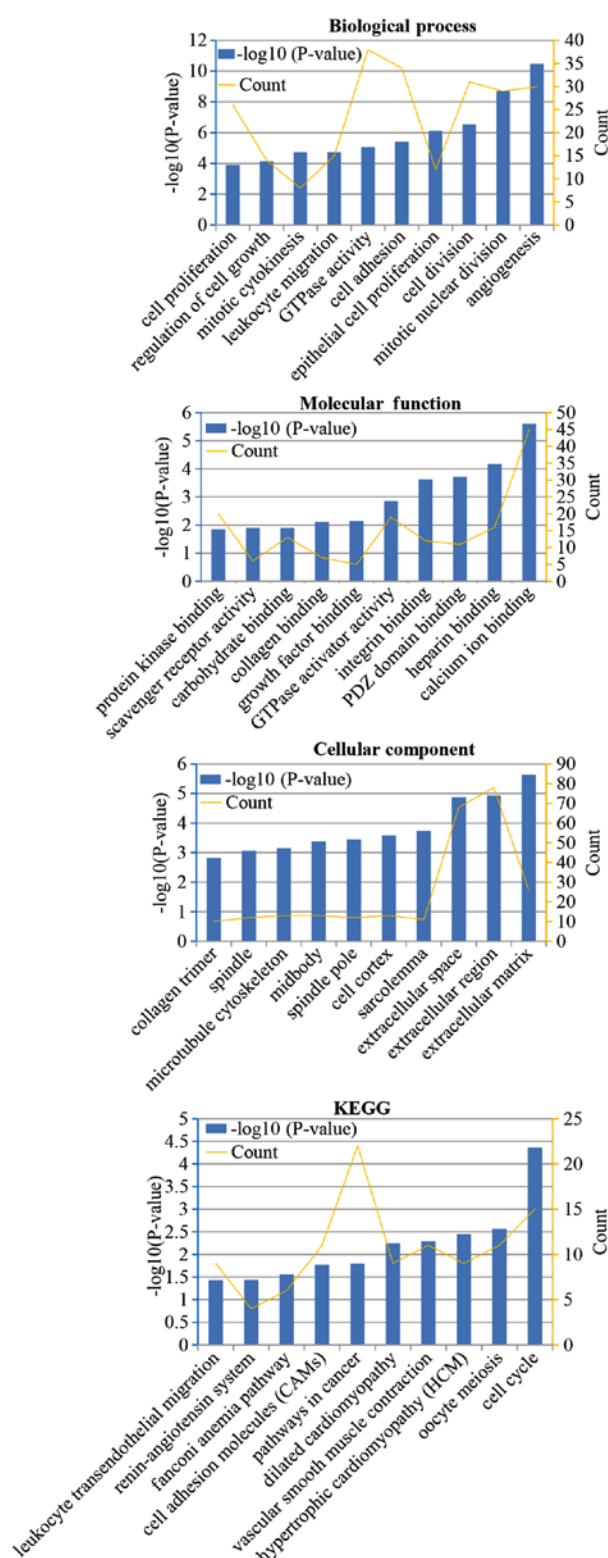 Biological process
-log10 (P-value)
Count
-log10(P-value)
12
10
8
6
4
2
0
40
35
30
25
20
15
10
5
0
Count
cell proliferation
regulation of cell growth
mitotic cytokinesis
leukocyte migration
GTPase activity
cell adhesion
epithelial cell proliferation
cell division
mitotic nuclear division
angiogenesis
Molecular function
-log10 (P-value)
Count
-log10(P-value)
6
5
4
3
2
1
0
50
45
40
35
30
25
20
15
10
5
0
Count
protein kinase binding
scavenger receptor activity
carbohydrate binding
collagen binding
growth factor binding
GTPase activator activity
integrin binding
PDZ domain binding
heparin binding
calcium ion binding
Cellular component
-log10 (P-value)
Count
-log10(P-value)
6
5
4
3
2
1
0
90
80
70
60
50
40
30
20
10
0
Count
collagen trimer
spindle
microtubule cytoskeleton
midbody
spindle pole
cell cortex
sarcolemma
extracellular space
extracellular region
extracellular matrix
KEGG
-log10 (P-value)
Count
-log10(P-value)
5
4.5
4
3.5
3
2.5
2
1.5
1
0.5
0
25
20
15
10
5
0
Count
leukocyte transendothelial migration
renin-angiotensin system
fanconi anemia pathway
cell adhesion molecules (CAMs)
pathways in cancer
dilated cardiomyopathy
vascular smooth muscle contraction
hypertrophic cardiomyopathy (HCM)
oocyte meiosis
cell cycle